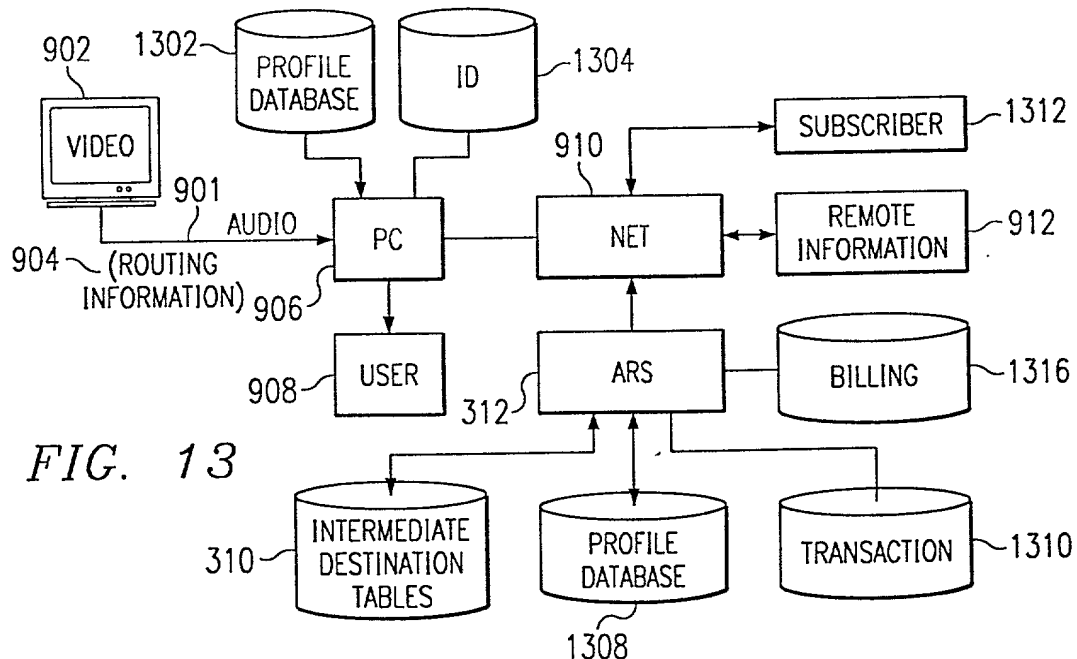 902
1302
PROFILE
DATABASE
ID
1304
VIDEO
SUBSCRIBER
1312
910
901
AUDIO
PC
NET
REMOTE
INFORMATION
912
904
(ROUTING
INFORMATION)
906
USER
908
ARS
312
BILLING
1316
FIG. 13
INTERMEDIATE
DESTINATION
TABLES
310
PROFILE
DATABASE
1308
TRANSACTION
1310